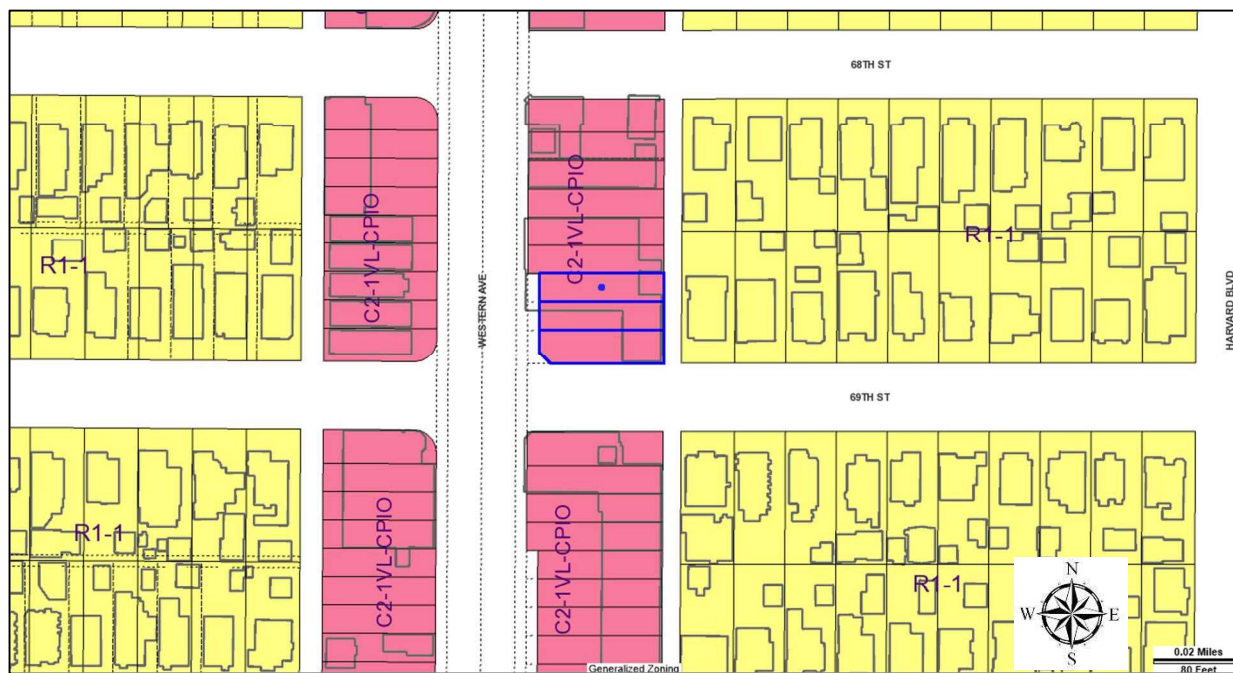 68TH ST
C2-1VL-CPIO
C2-1VL-CPIO
R1-1
R1-1
WESTERN AVE
HARVARD BLVD
69TH ST
R1-1
C2-1VL-CPIO
C2-1VL-CPIO
R1-1
N
W E
S
Generalized Zoning
0.02 Miles
80 Feet